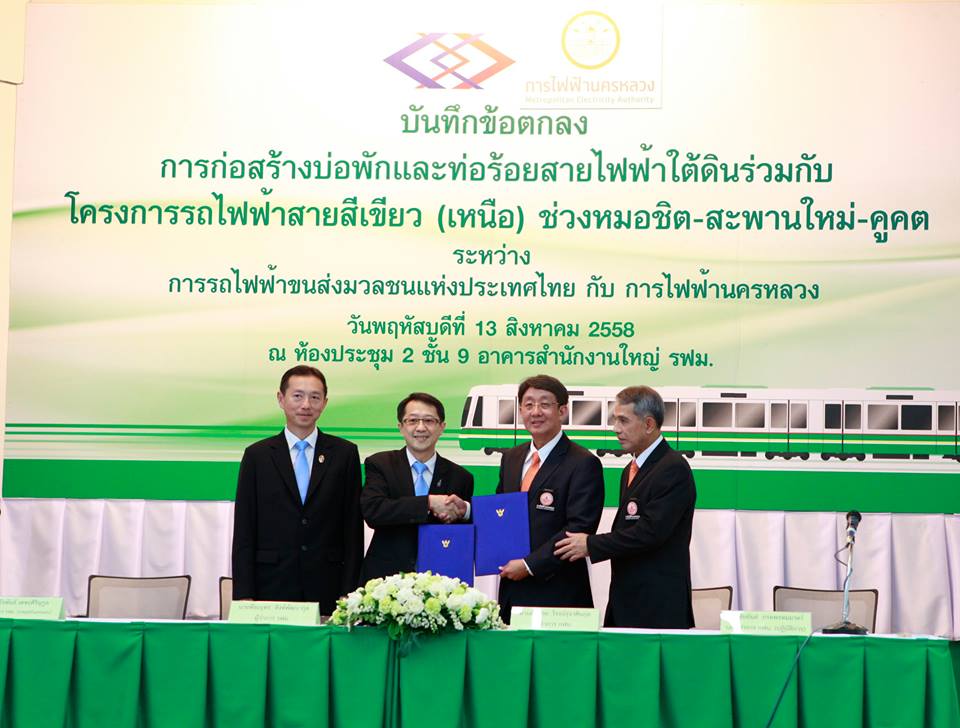 การไฟฟ้านครหลวง
Metropolitan Electricity Authority
บันทึกข้อตกลง
การก่อสร้างบ่อพักและท่อร้อยสายไฟฟ้าใต้ดินร่วมกับ
โครงการรถไฟฟ้าสายสีเขียว (เหนือ) ช่วงหมอชิต-สะพานใหม่-คูคต
ระหว่าง
การรถไฟฟ้าขนส่งมวลชนแห่งประเทศไทย กับ การไฟฟ้านครหลวง
วันพฤหัสบดีที่ 13 สิงหาคม 2558
ณ ห้องประชุม 2 ชั้น 9 อาคารสำนักงานใหญ่ รฟม.
ผู้ว่าการ รฟม.